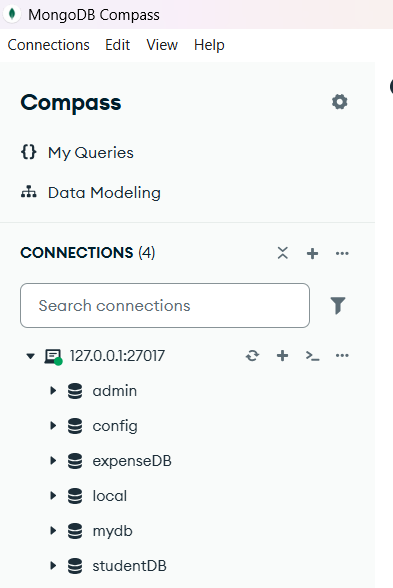 MongoDB Compass
Connections Edit View Help
Compass
My Queries
Data Modeling
CONNECTIONS (4)
Search connections
127.0.0.1:27017
admin
config
expenseDB
local
mydb
studentDB